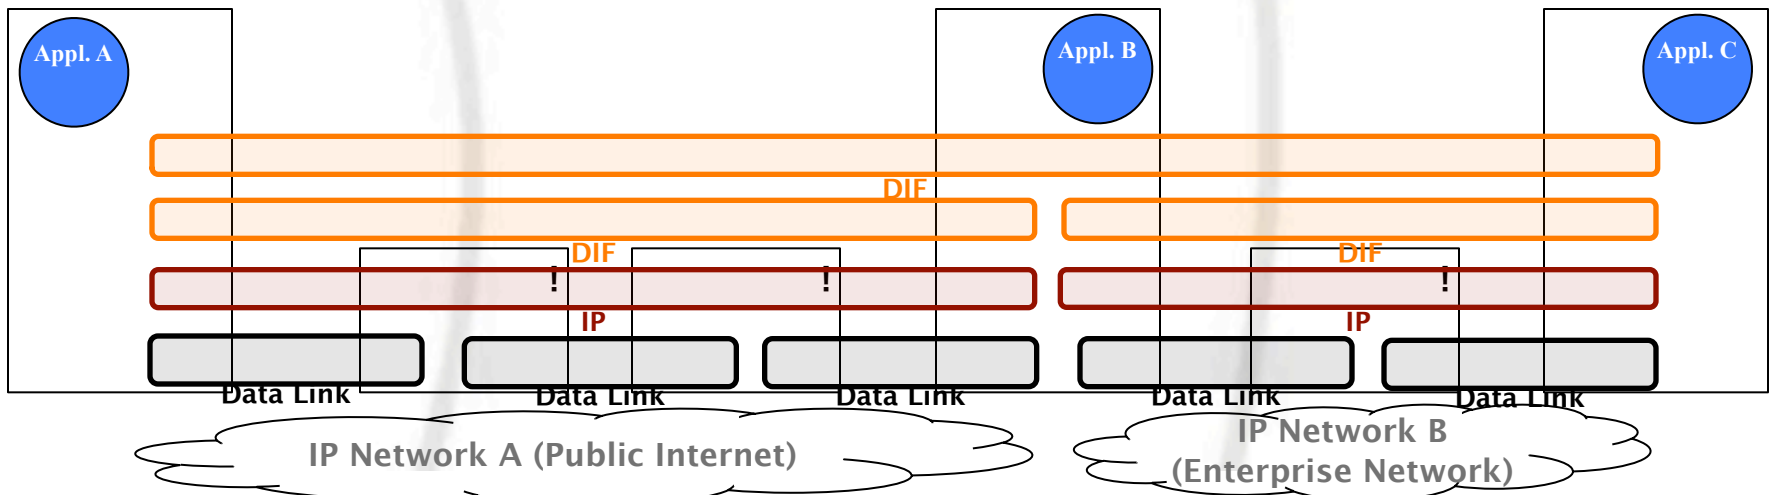 Appl. A
Appl. B
Appl. C
DIF
DIF
DIF
!
!
!
IP
IP
Data Link
Data Link
Data Link
Data Link
Data Link
IP Network A (Public Internet)
IP Network B
(Enterprise Network)